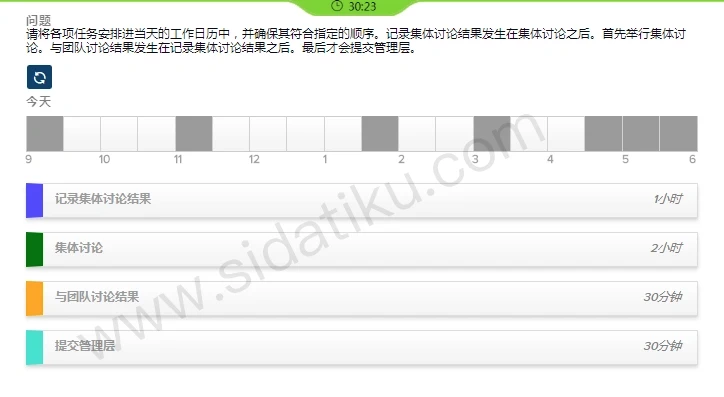 30:23
问题
请将各项任务安排进当天的工作日历中，并确保其符合指定的顺序。记录集体讨论结果发生在集体讨论之后。首先举行集体讨
论。与团队讨论结果发生在记录集体讨论结果之后。最后才会提交管理层。
今天
9 10 11 12 1 2 3 4 5 6
记录集体讨论结果 1小时
集体讨论 2小时
与团队讨论结果 30分钟
提交管理层 30分钟
www.sidatiku.com